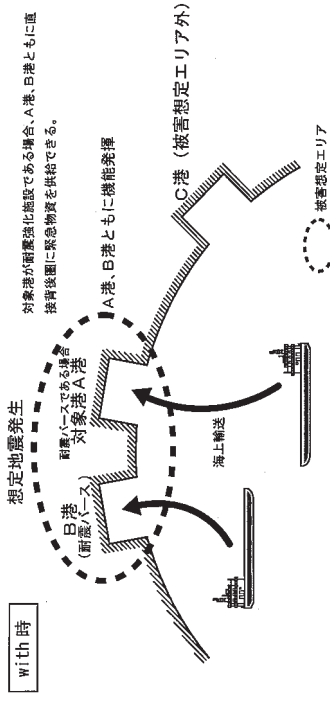 with時
想定地震発生
対象港が耐震強化施設である場合、A港、B港ともに直
接背後圏に緊急物資を供給できる。
A港、B港ともに機能発揮
耐震バースである場合
対象港A港
B港
(耐震バース)
C港（被害想定エリア外）
海上輸送
被害想定エリア